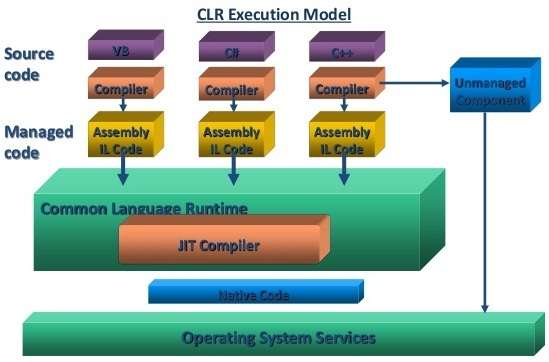 CLR Execution Model
Source
code
VB
C#
C++
Compiler
Compiler
Compiler
Unmanaged
Component
Managed
code
Assembly
IL Code
Assembly
IL Code
Assembly
IL Code
Common Language Runtime
JIT Compiler
Native Code
Operating System Services